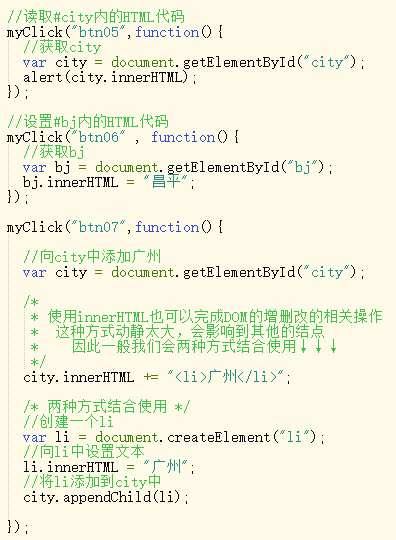 //读取#city内的HTML代码
myClick("btn05",function(){
//获取city
var city = document.getElementById("city");
alert(city.innerHTML);
});
//设置#bj内的HTML代码
myClick("btn06" , function(){
//获取bj
var bj = document.getElementById("bj");
bj.innerHTML = "昌平";
});
myClick("btn07",function(){
//向city中添加广州
var city = document.getElementById("city");
/*
* 使用innerHTML也可以完成DOM的增删改的相关操作
* 这种方式动静太大，会影响到其他的结点
* 因此一般我们会两种方式结合使用↓↓↓
*/
city.innerHTML += "<li>广州</li>";
/* 两种方式结合使用 */
//创建一个li
var li = document.createElement("li");
//向li中设置文本
li.innerHTML = "广州";
//将li添加到city中
city.appendChild(li);
});